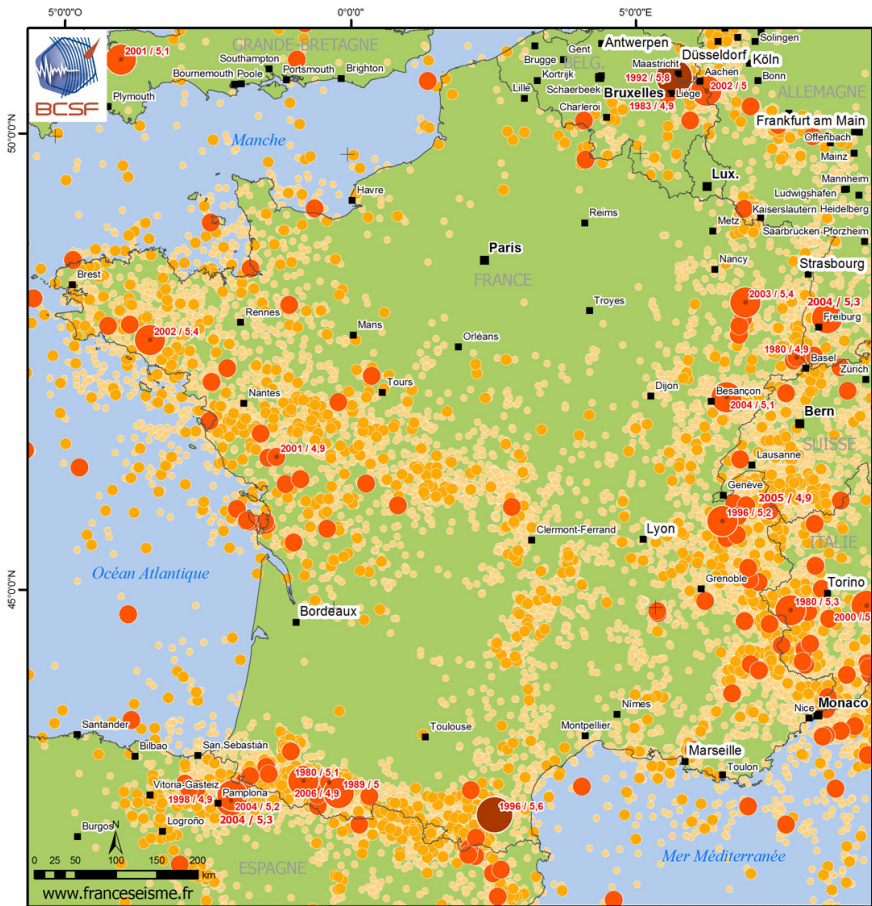 5°0'0"O 0°0'0" 5°0'0"E
50°0'0"N
45°0'0"N
BCSF
2001 / 5,1
GRANDE-BRETAGNE
Southampton
Bournemouth Poole
Portsmouth
Brighton
Plymouth
Gent
Antwerpen
Solingen
Brugge
BELG.
Düsseldorf
Köln
Kortrijk
Maastricht
1992 / 5,8
Aachen
Bonn
Schaerbeek
Bruxelles
Liège
2002 / 5
ALLEMAGNE
Lille
Charleroi
1983 / 4,9
Frankfurt am Main
Offenbach
Mainz
Manche
Lux.
Mannheim
Ludwigshafen
Havre
Kaiserslautern Heidelberg
Reims
Metz
Saarbrücken Pforzheim
Paris
Nancy
Strasbourg
Brest
FRANCE
2003 / 5,4
2004 / 5,3
Troyes
Freiburg
Rennes
2002 / 5,4
Mans
Orléans
1980 / 4,9
Basel
Zürich
Tours
Dijon
Besançon
Nantes
2004 / 5,1
Bern
SUISSE
2001 / 4,9
Lausanne
Genève
2005 / 4,9
1996 / 5,2
Clermont-Ferrand
Lyon
ITALIE
Océan Atlantique
Grenoble
Torino
1980 / 5,3
Bordeaux
2000 / 5
Nîmes
Monaco
Nice
Santander
Toulouse
Montpellier
Bilbao
San Sebastián
Marseille
Toulon
1980 / 5,1
1989 / 5
Vitoria-Gasteiz
Pamplona
2006 / 4,9
1998 / 4,9
2004 / 5,2
1996 / 5,6
2004 / 5,3
Logroño
Burgos
N
Mer Méditerranée
ESPAGNE
0 25 50 100 150 200
km
www.franceseisme.fr